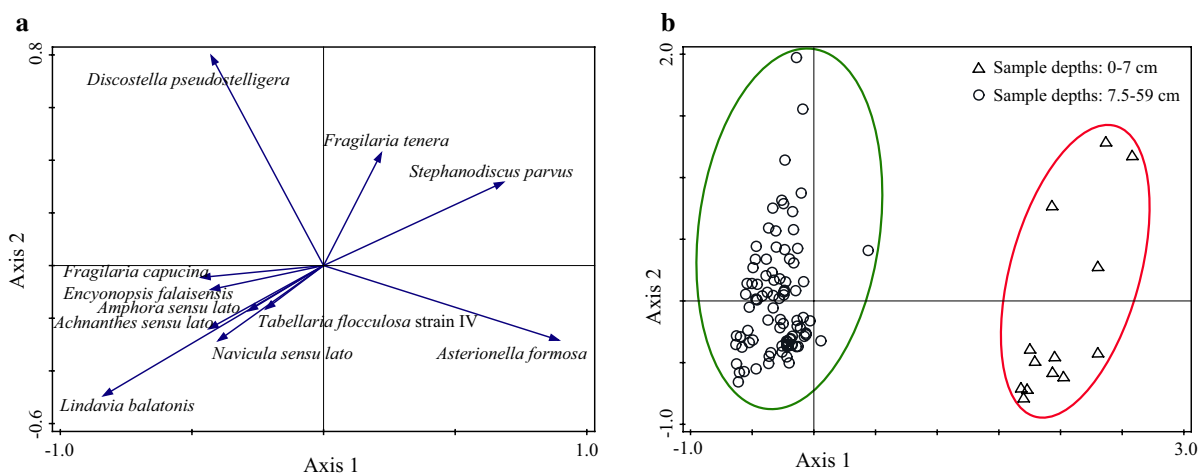 a
0.8
Discostella pseudostelligera
Fragilaria tenera
Stephanodiscus parvus
Axis 2
Fragilaria capucina
Encyonopsis falaisensis
Amphora sensu lato
Achnanthes sensu lato
Tabellaria flocculosa strain IV
Navicula sensu lato
Asterionella formosa
Lindavia balatonis
-0.6
-1.0
Axis 1
1.0
b
2.0
Sample depths: 0-7 cm
Sample depths: 7.5-59 cm
Axis 2
-1.0
-1.0
Axis 1
3.0